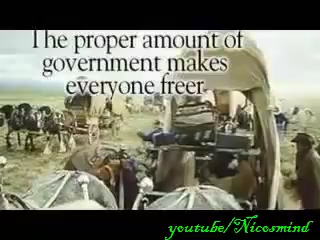 The proper amount of
government makes
everyone freer
youtube/Nicosmind